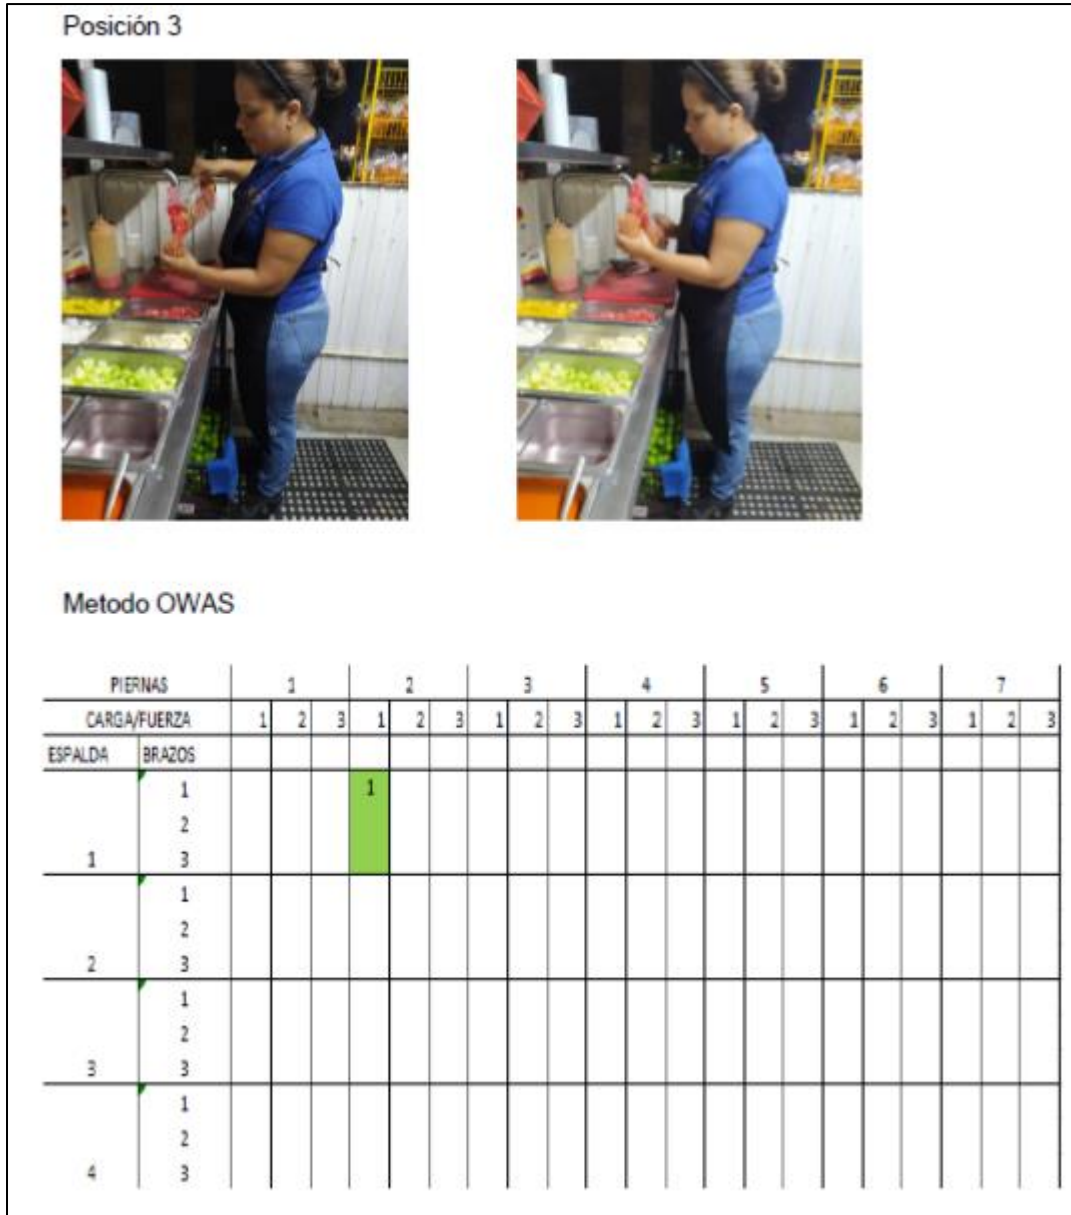 Posición 3
Metodo OWAS
PIERNAS 1 2 3 4 5 6 7
CARGA/FUERZA 1 2 3 1 2 3 1 2 3 1 2 3 1 2 3 1 2 3 1 2 3
ESPALDA BRAZOS
1 1
2
1 3
1
2
2 3
1
2
3 3
1
2
4 3